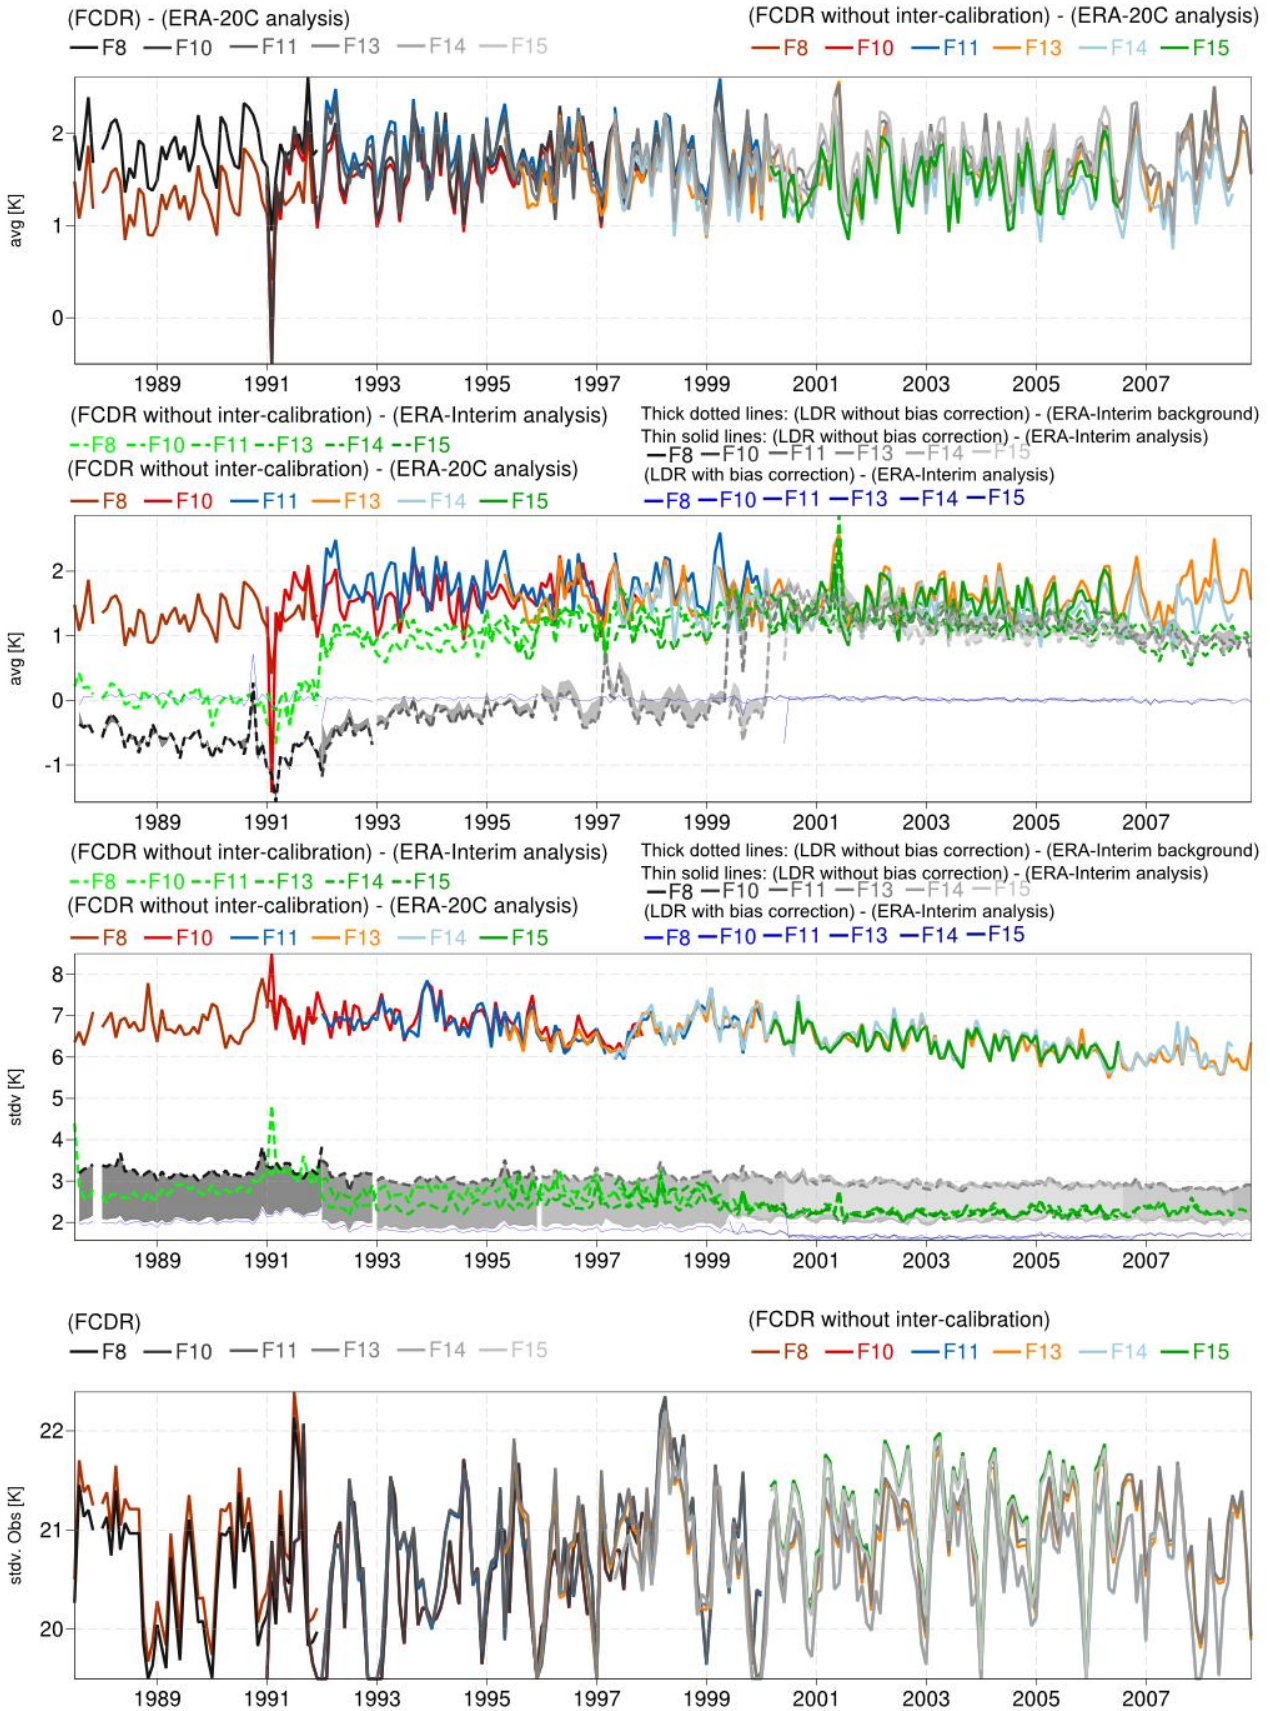 (FCDR) - (ERA-20C analysis)
F8 F10 F11 F13 F14 F15
(FCDR without inter-calibration) - (ERA-20C analysis)
F8 F10 F11 F13 F14 F15
avg [K]
2
1
0
1989 1991 1993 1995 1997 1999 2001 2003 2005 2007
(FCDR without inter-calibration) - (ERA-Interim analysis)
F8 F10 F11 F13 F14 F15
(FCDR without inter-calibration) - (ERA-20C analysis)
F8 F10 F11 F13 F14 F15
Thick dotted lines: (LDR without bias correction) - (ERA-Interim background)
Thin solid lines: (LDR without bias correction) - (ERA-Interim analysis)
F8 F10 F11 F13 F14 F15
(LDR with bias correction) - (ERA-Interim analysis)
F8 F10 F11 F13 F14 F15
avg [K]
2
1
0
-1
1989 1991 1993 1995 1997 1999 2001 2003 2005 2007
(FCDR without inter-calibration) - (ERA-Interim analysis)
F8 F10 F11 F13 F14 F15
(FCDR without inter-calibration) - (ERA-20C analysis)
F8 F10 F11 F13 F14 F15
Thick dotted lines: (LDR without bias correction) - (ERA-Interim background)
Thin solid lines: (LDR without bias correction) - (ERA-Interim analysis)
F8 F10 F11 F13 F14 F15
(LDR with bias correction) - (ERA-Interim analysis)
F8 F10 F11 F13 F14 F15
stdv [K]
8
7
6
5
4
3
2
1989 1991 1993 1995 1997 1999 2001 2003 2005 2007
(FCDR)
F8 F10 F11 F13 F14 F15
(FCDR without inter-calibration)
F8 F10 F11 F13 F14 F15
stdv. Obs [K]
22
21
20
1989 1991 1993 1995 1997 1999 2001 2003 2005 2007